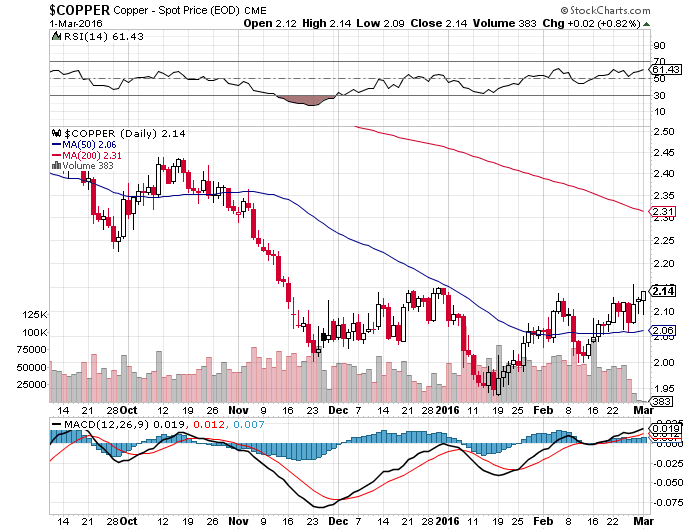 $COPPER Copper - Spot Price (EOD) CME © StockCharts.com
1-Mar-2016 Open 2.12 High 2.14 Low 2.09 Close 2.14 Volume 383 Chg +0.02 (+0.82%)
RSI(14) 61.43
90
70
61.43
50
30
10
$COPPER (Daily) 2.14
MA(50) 2.06
MA(200) 2.31
Volume 383
2.50
2.45
2.40
2.35
2.31
2.25
2.20
2.14
2.10
2.06
2.00
1.95
125K
100K
75000
50000
25000
383
14 21 28 Oct 12 19 26 Nov 9 16 23 Dec 7 14 21 28 2016 11 19 25 Feb 8 16 22 Mar
MACD(12,26,9) 0.019, 0.012, 0.007
0.019
0.000
-0.025
-0.050
-0.075
14 21 28 Oct 12 19 26 Nov 9 16 23 Dec 7 14 21 28 2016 11 19 25 Feb 8 16 22 Mar